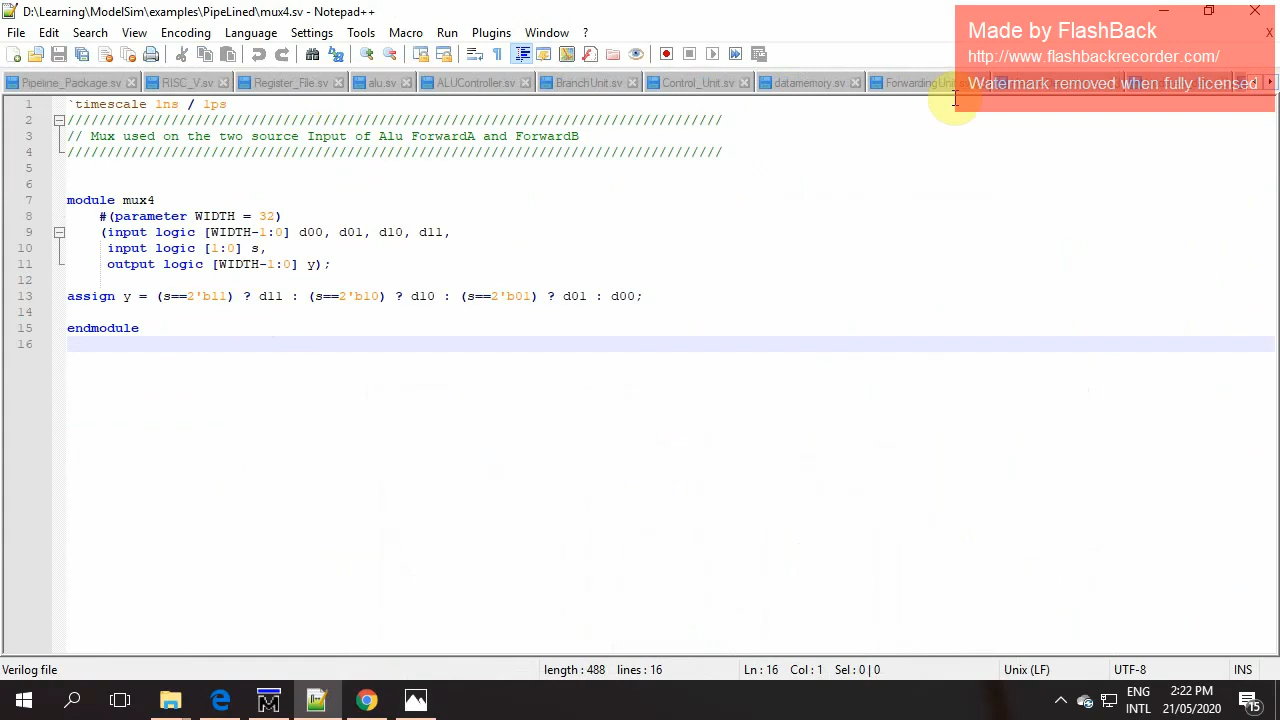 D:\Learning\ModelSim\examples\PipeLined\mux4.sv - Notepad++
File Edit Search View Encoding Language Settings Tools Macro Run Plugins Window ?
Made by FlashBack
http://www.flashbackrecorder.com/
Watermark removed when fully licensed
Pipeline_Package.sv RISC_V.sv Register_File.sv alu.sv ALUController.sv BranchUnit.sv Control_Unit.sv datamemory.sv
1 `timescale 1ns / 1ps
2 //////////////////////////////////////////////////////////////////////////////////
3 // Mux used on the two source Input of Alu ForwardA and ForwardB
4 //////////////////////////////////////////////////////////////////////////////////
5
6
7 module mux4
8 #(parameter WIDTH = 32)
9 (input logic [WIDTH-1:0] d00, d01, d10, d11,
10 input logic [1:0] s,
11 output logic [WIDTH-1:0] y);
12
13 assign y = (s==2'b11) ? d11 : (s==2'b10) ? d10 : (s==2'b01) ? d01 : d00;
14
15 endmodule
16
Verilog file length : 488 lines : 16 Ln : 16 Col : 1 Sel : 0 | 0 Unix (LF) UTF-8 INS
ENG 2:22 PM
INTL 21/05/2020 15